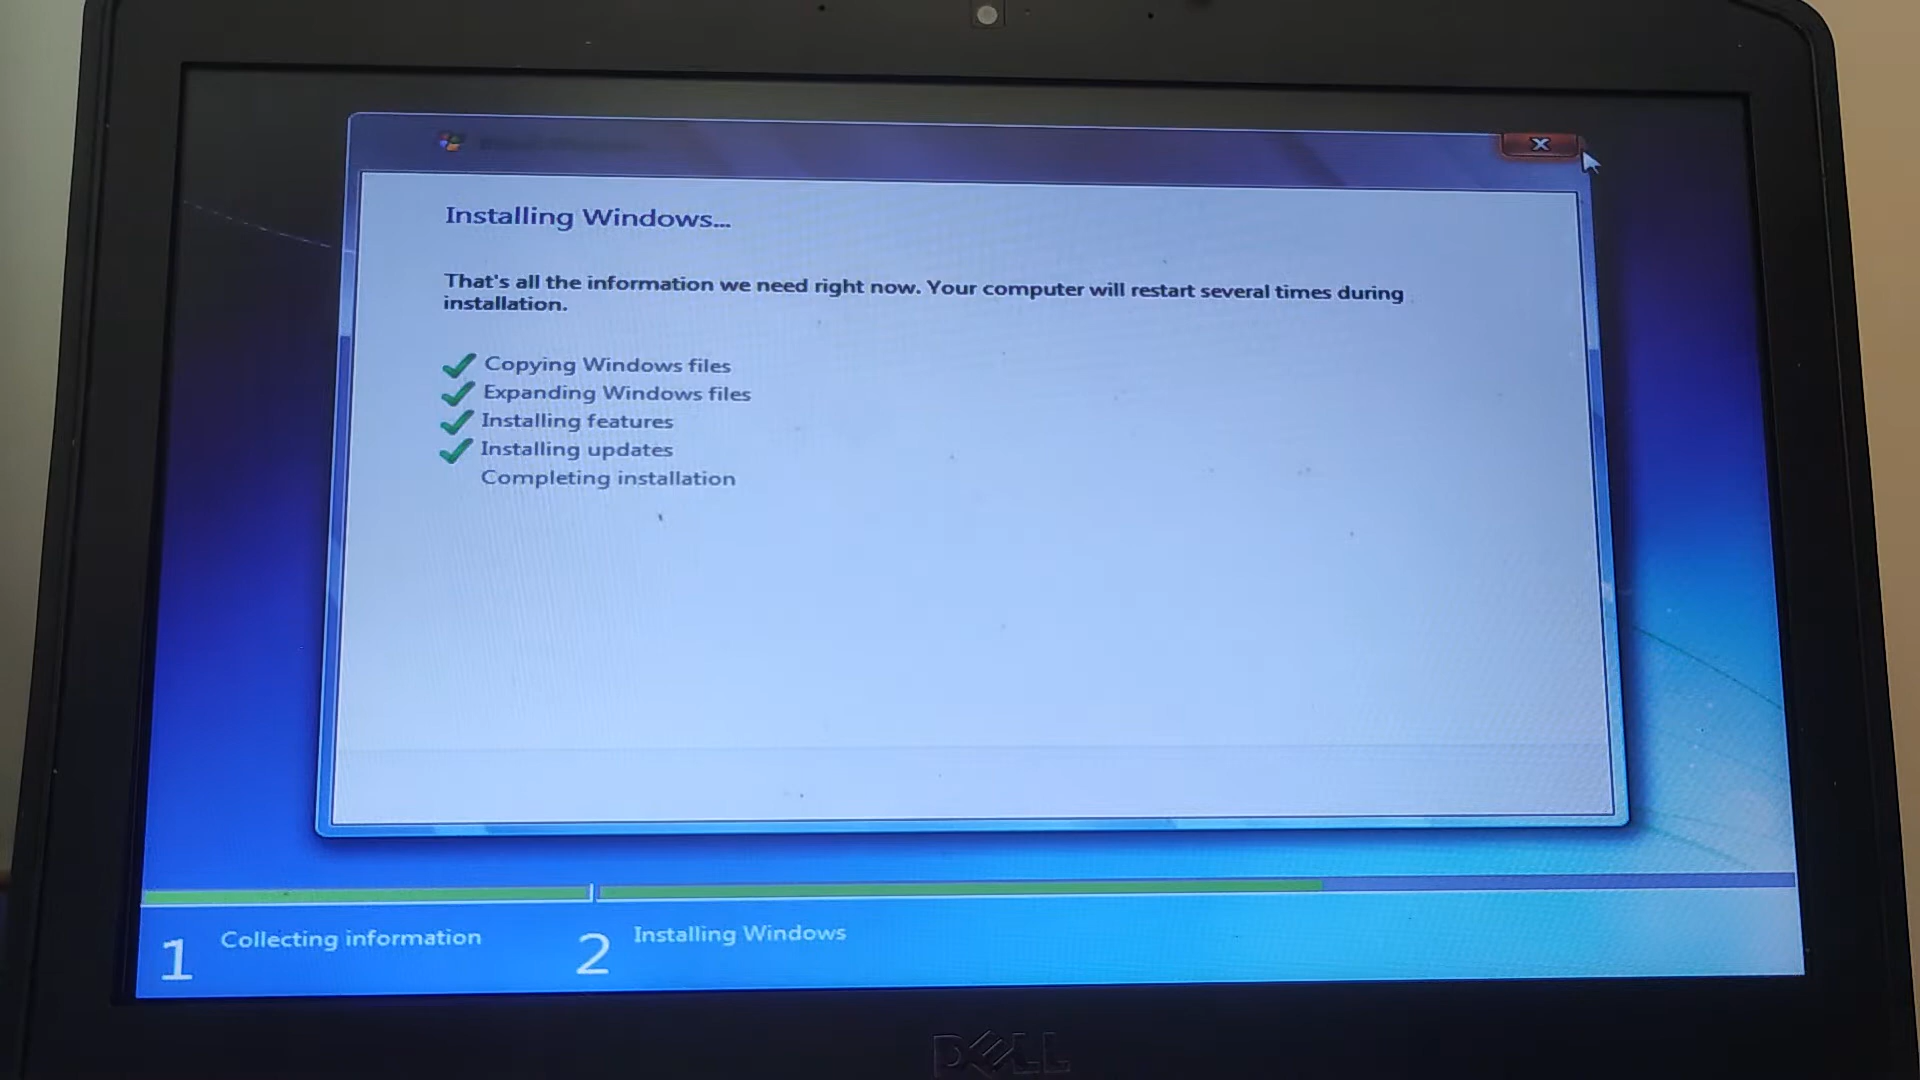 Installing Windows...
That's all the information we need right now. Your computer will restart several times during
installation.
Copying Windows files
Expanding Windows files
Installing features
Installing updates
Completing installation
1 Collecting information
2 Installing Windows
DELL